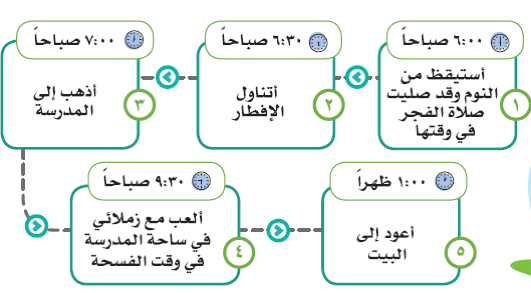 ٦:٠٠ صباحاً
أستيقظ من
النوم وقد صليت
صلاة الفجر
في وقتها
١
٦:٣٠ صباحاً
أتناول
الإفطار
٢
٧:٠٠ صباحاً
أذهب إلى
المدرسة
٣
٩:٣٠ صباحاً
ألعب مع زملائي
في ساحة المدرسة
في وقت الفسحة
٤
١:٠٠ ظهراً
أعود إلى
البيت
٥